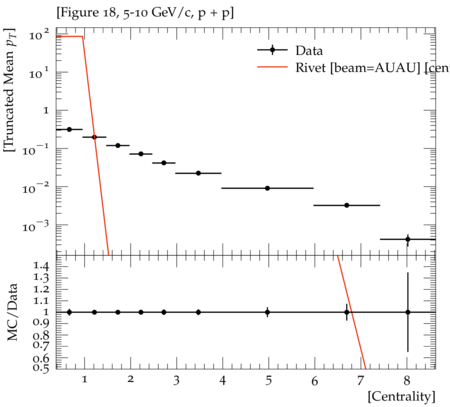 [Figure 18, 5-10 GeV/c, p + p]
[Truncated Mean pT]
10²
10¹
1
10⁻¹
10⁻²
10⁻³
Data
Rivet [beam=AUAU] [cen
MC/Data
1.4
1.3
1.2
1.1
1
0.9
0.8
0.7
0.6
0.5
1 2 3 4 5 6 7 8
[Centrality]